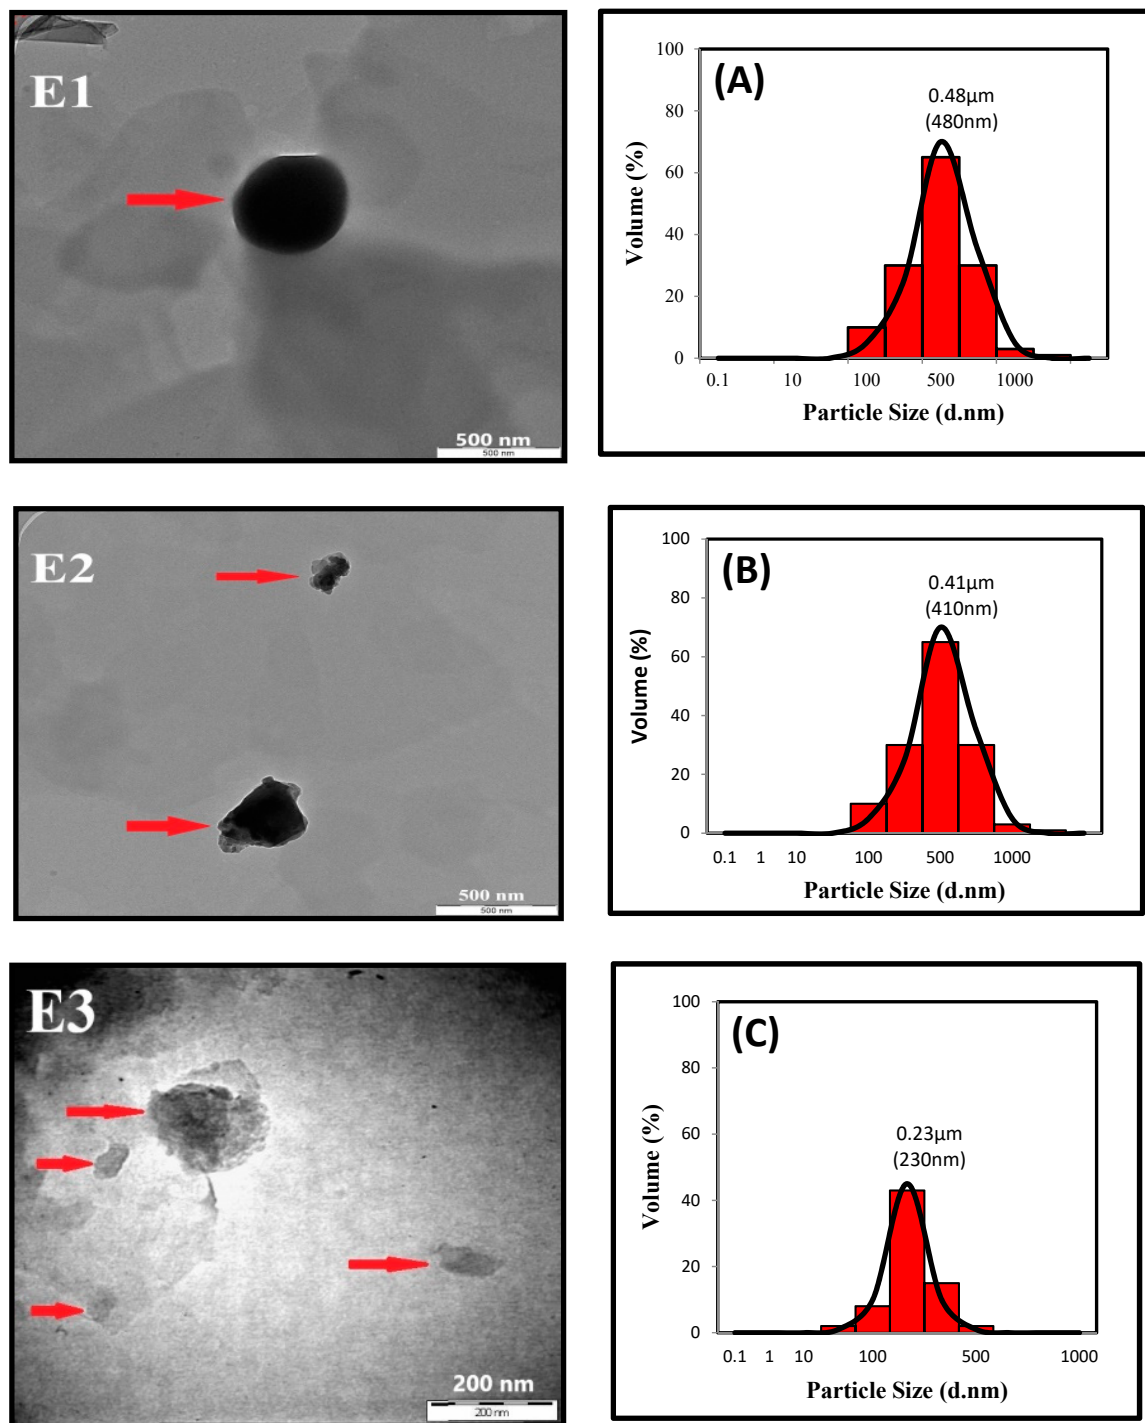 E1
500 nm
500 nm
(A)
0.48µm
(480nm)
100
80
60
40
20
0
Volume (%)
0.1 10 100 500 1000
Particle Size (d.nm)
E2
500 nm
500 nm
(B)
0.41µm
(410nm)
100
80
60
40
20
0
Volume (%)
0.1 1 10 100 500 1000
Particle Size (d.nm)
E3
200 nm
200 nm
(C)
0.23µm
(230nm)
100
80
60
40
20
0
Volume (%)
0.1 1 10 100 500 1000
Particle Size (d.nm)